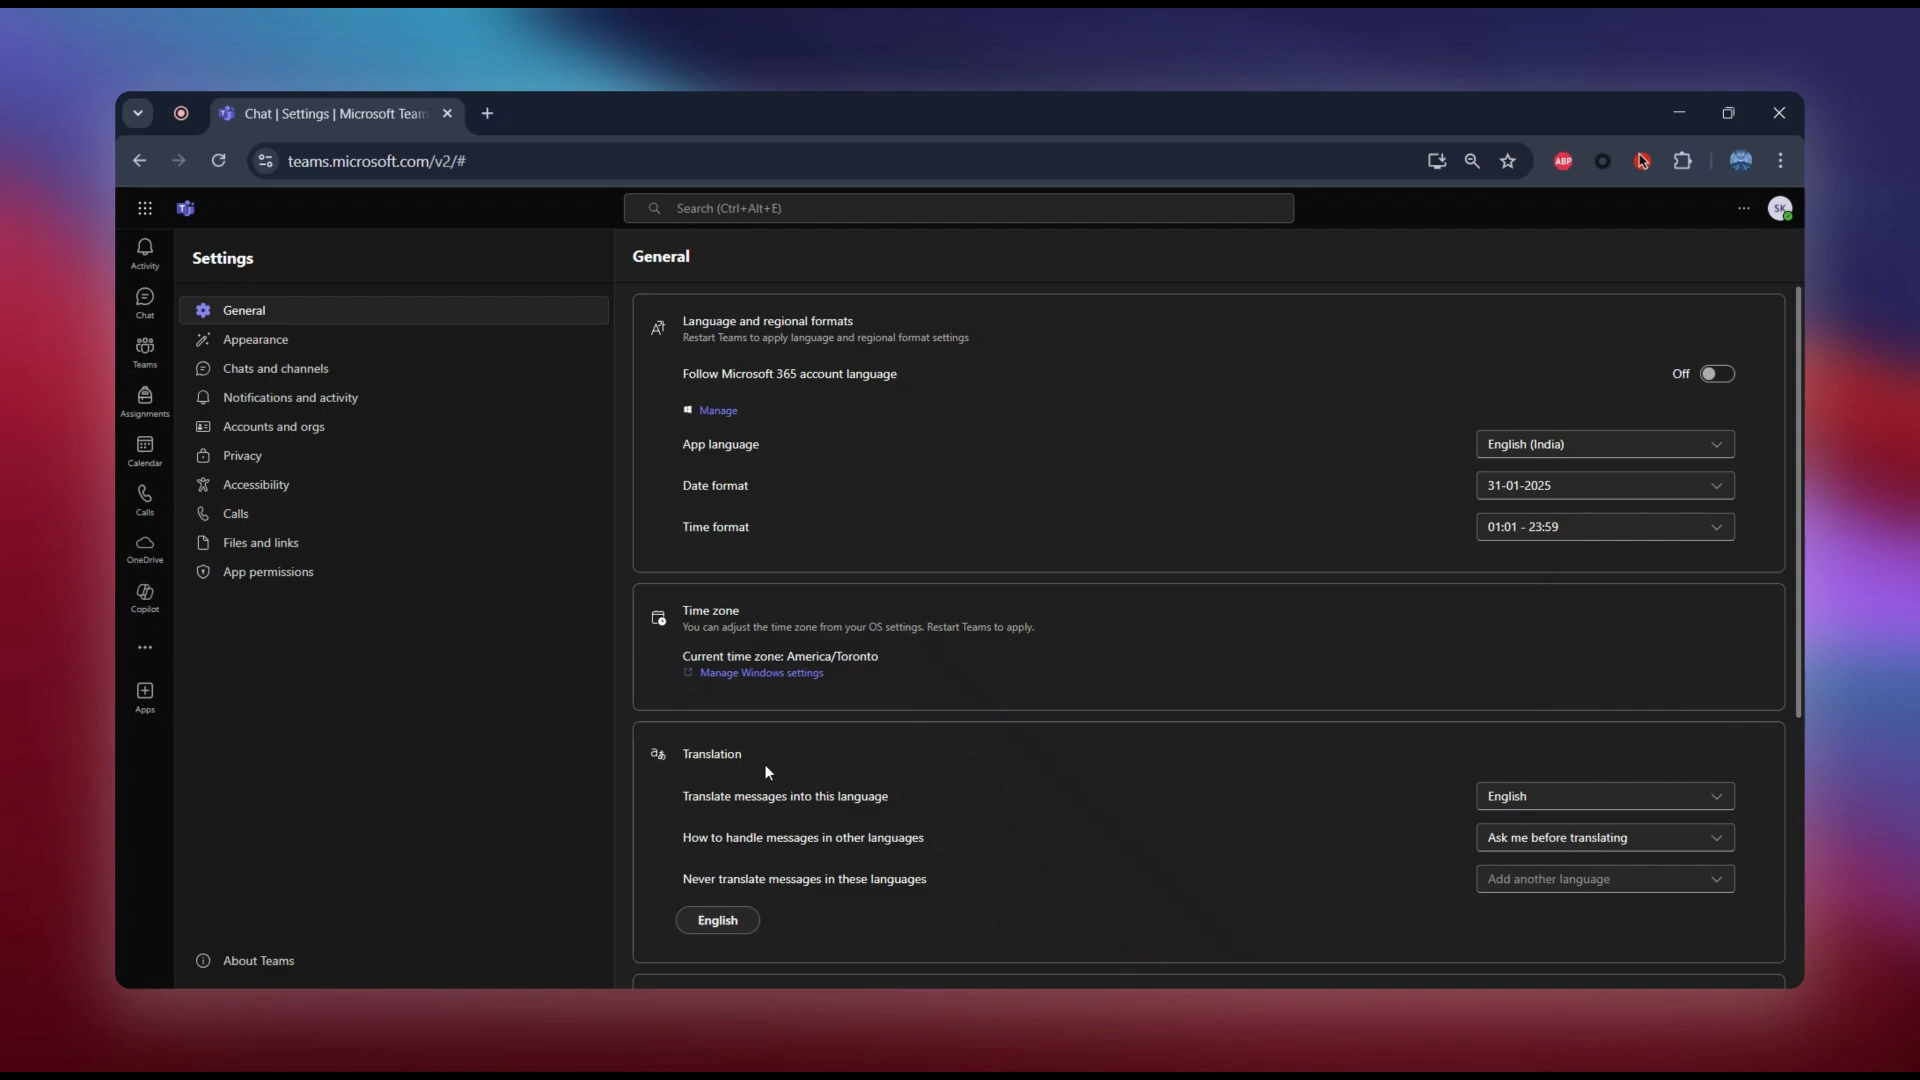 Chat | Settings | Microsoft Team
teams.microsoft.com/v2/#
ABP
Search (Ctrl+Alt+E)
SK
Activity
Chat
Teams
Assignments
Calendar
Calls
OneDrive
Copilot
Apps
Settings
General
Appearance
Chats and channels
Notifications and activity
Accounts and orgs
Privacy
Accessibility
Calls
Files and links
App permissions
About Teams
General
Language and regional formats
Restart Teams to apply language and regional format settings
Follow Microsoft 365 account language
Off
Manage
App language
English (India)
Date format
31-01-2025
Time format
01:01 - 23:59
Time zone
You can adjust the time zone from your OS settings. Restart Teams to apply.
Current time zone: America/Toronto
Manage Windows settings
Translation
Translate messages into this language
English
How to handle messages in other languages
Ask me before translating
Never translate messages in these languages
Add another language
English